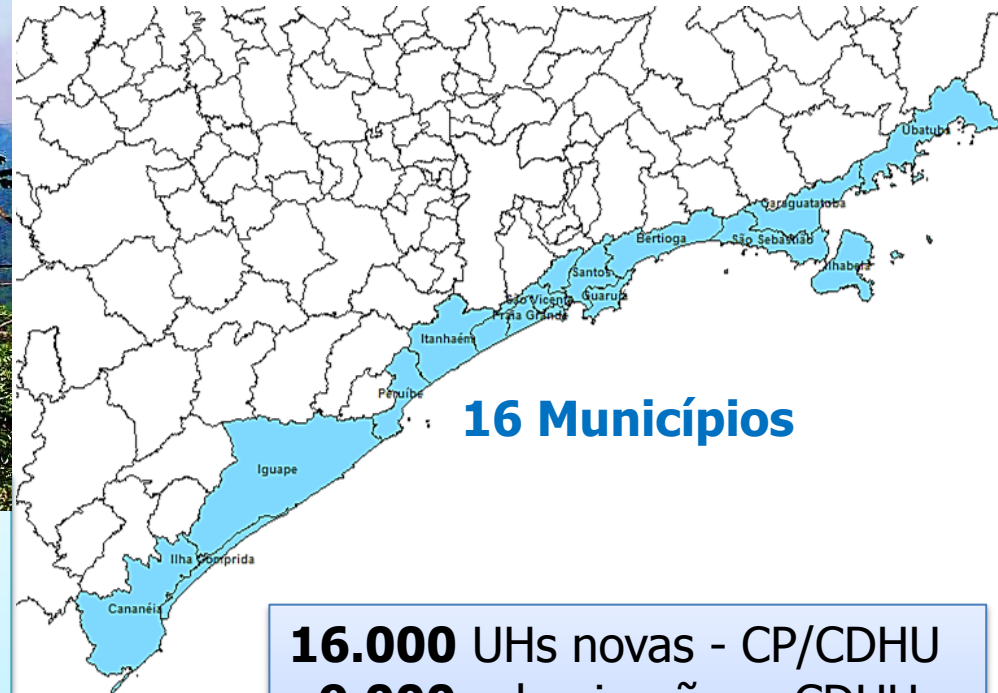 Ubatuba
Caraguatatuba
Bertioga
São Sebastião
Ilhabela
Santos
São Vicente
Guarujá
Praia Grande
Itanhaém
Peruíbe
16 Municípios
Iguape
Ilha Comprida
Cananéia
16.000 UHs novas - CP/CDHU